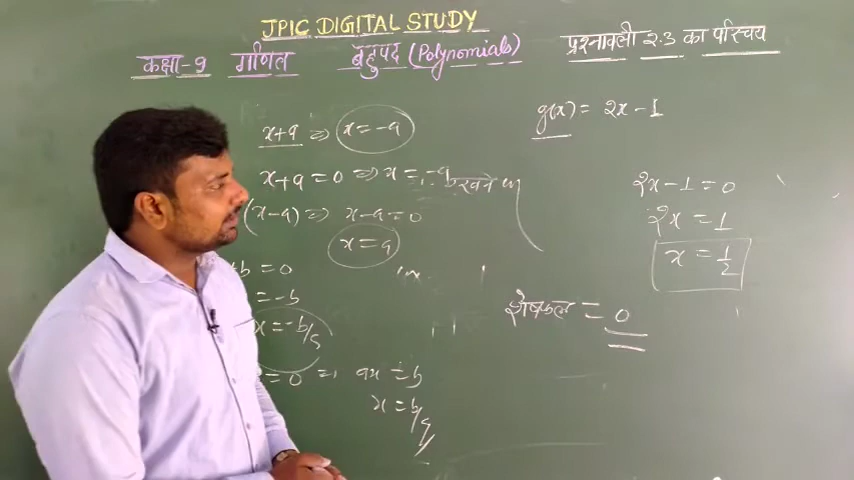 JPIC DIGITAL STUDY
कक्षा-9 गणित बहुपद (Polynomials) प्रश्नावली 2.3 का परिचय
x+a ⇒ x=-a
x+a=0 ⇒ x=-a
(x-a) ⇒ x-a=0
x=a
b=0
=-b
x=-b/a
=0 ⇒ ax=b
x=b/a
g(x)=2x-1
2x-1=0
2x=1
x=1/2
शेषफल = 0